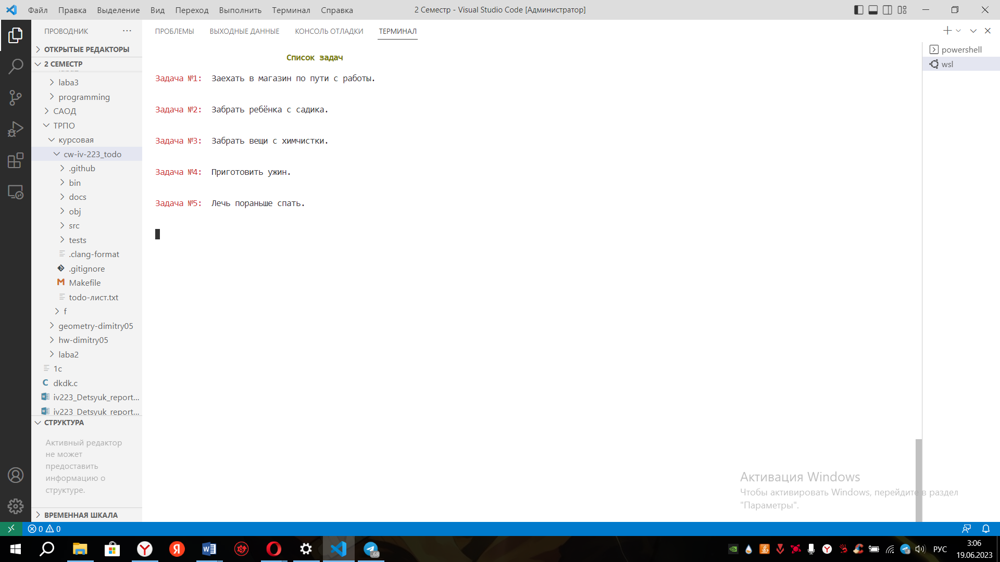 Файл Правка Выделение Вид Переход Выполнить Терминал Справка
2 Семестр - Visual Studio Code [Администратор]
ПРОВОДНИК
ОТКРЫТЫЕ РЕДАКТОРЫ
2 СЕМЕСТР
laba3
programming
САОД
ТРПО
курсовая
cw-iv-223_todo
.github
bin
docs
obj
src
tests
.clang-format
.gitignore
Makefile
todo-лист.txt
f
geometry-dimitry05
hw-dimitry05
laba2
1c
dkdk.c
iv223_Detsyuk_report...
iv223_Detsyuk_report...
СТРУКТУРА
Активный редактор
не может
предоставить
информацию о
структуре.
ВРЕМЕННАЯ ШКАЛА
ПРОБЛЕМЫ ВЫХОДНЫЕ ДАННЫЕ КОНСОЛЬ ОТЛАДКИ ТЕРМИНАЛ
Список задач
Задача №1: Заехать в магазин по пути с работы.
Задача №2: Забрать ребёнка с садика.
Задача №3: Забрать вещи с химчистки.
Задача №4: Приготовить ужин.
Задача №5: Лечь пораньше спать.
powershell
wsl
Активация Windows
Чтобы активировать Windows, перейдите в раздел
"Параметры".
0 0
68
РУС
3:06
19.06.2023